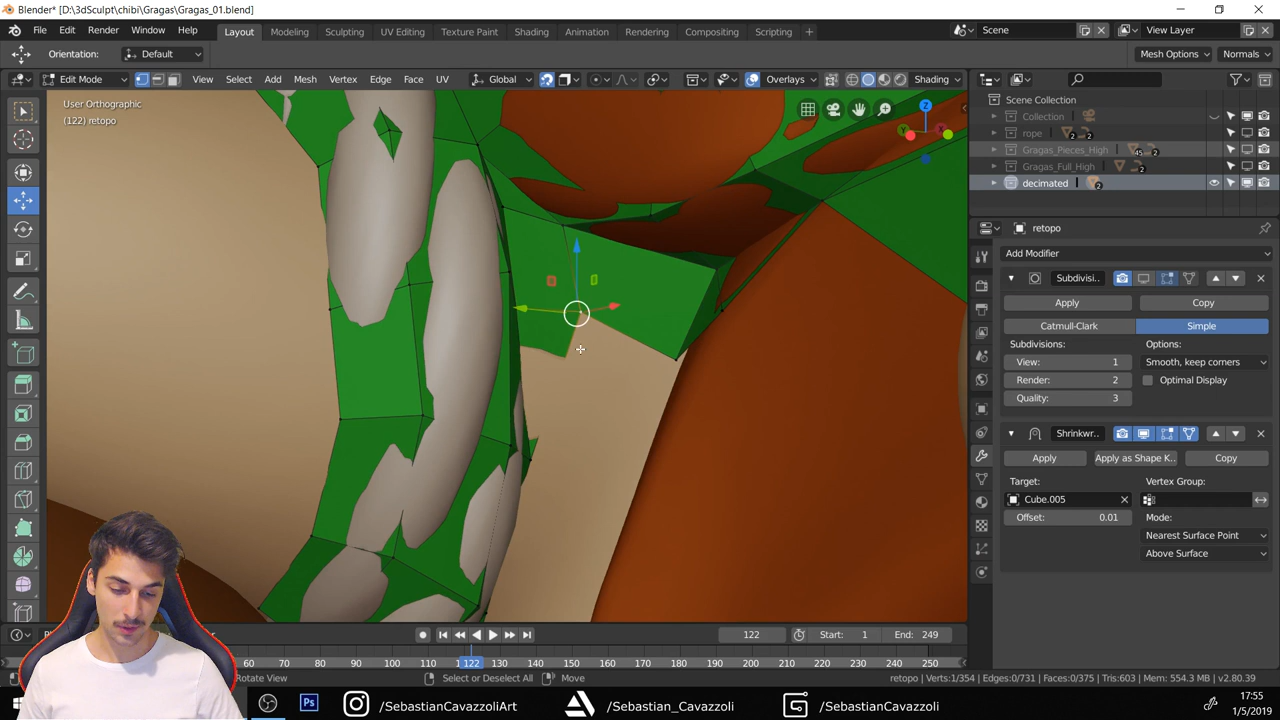 Blender* [D:\3dSculpt\chibi\Gragas\Gragas_01.blend]
File Edit Render Window Help
Layout Modeling Sculpting UV Editing Texture Paint Shading Animation Rendering Compositing Scripting +
Scene
View Layer
Orientation: Default
Mesh Options
Normals
Edit Mode View Select Add Mesh Vertex Edge Face UV Global Overlays Shading
User Orthographic
(122) retopo
Z
Y
X
Scene Collection
Collection
rope 2 2
Gragas_Pieces_High 45 2
Gragas_Full_High 2
decimated 2
retopo
Add Modifier
Subdivisi..
Apply Copy
Catmull-Clark Simple
Subdivisions: Options:
View: 1 Smooth, keep corners
Render: 2 Optimal Display
Quality: 3
Shrinkwr..
Apply Apply as Shape K.. Copy
Target: Vertex Group:
Cube.005
Offset: 0.01 Mode:
Nearest Surface Point
Above Surface
122 Start: 1 End: 249
60 70 80 90 100 110 122 130 140 150 160 170 180 190 200 210 220 230 240 250
Rotate View Select or Deselect All Move
retopo | Verts:1/354 | Edges:0/731 | Faces:0/375 | Tris:603 | Mem: 554.3 MB | v2.80.39
Ps /SebastianCavazzoliArt /Sebastian_Cavazzoli /SebastianCavazzoli
17:55
1/5/2019